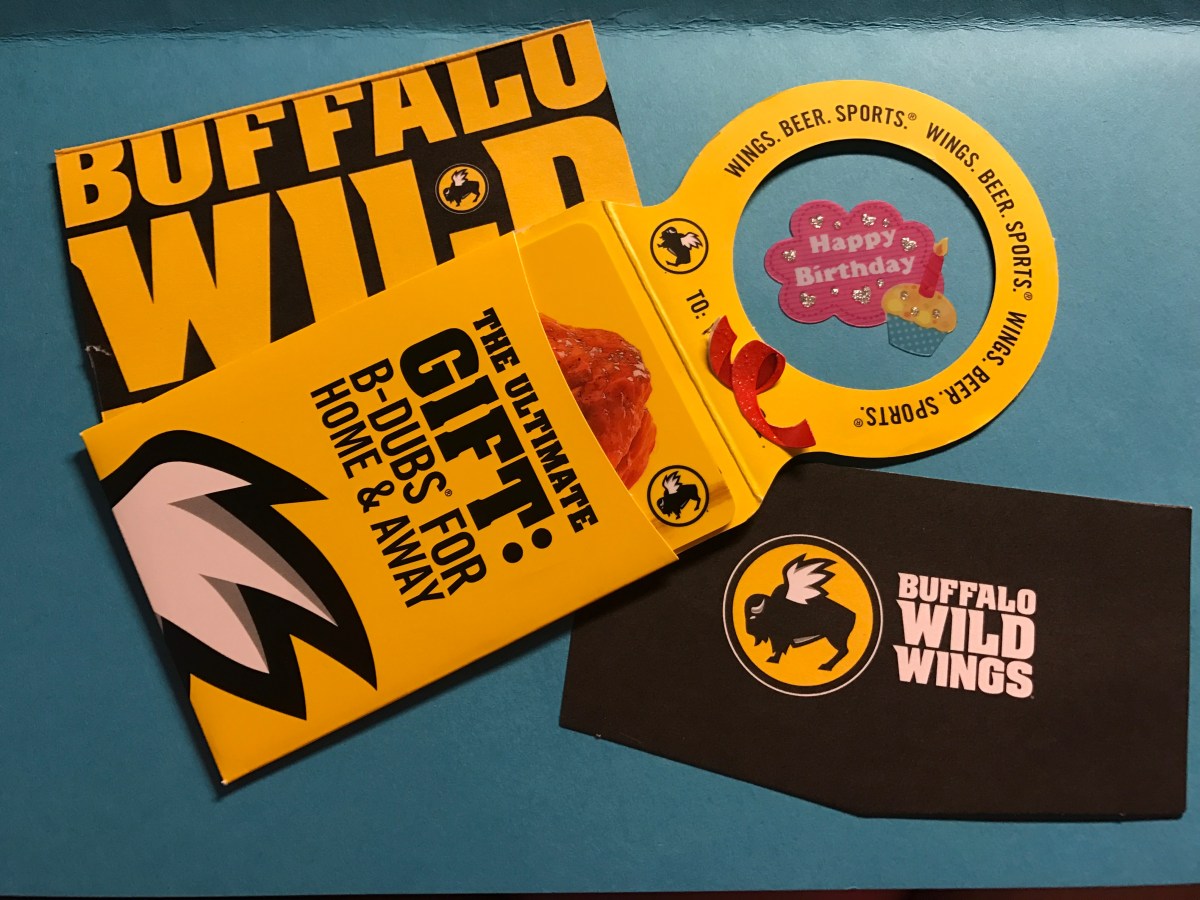 BUFFALO
WILD
THE ULTIMATE
GIFT:
B-DUBS® FOR
HOME & AWAY
TO:
WINGS. BEER. SPORTS.® WINGS. BEER. SPORTS.® WINGS. BEER. SPORTS.®
Happy
Birthday
BUFFALO
WILD
WINGS